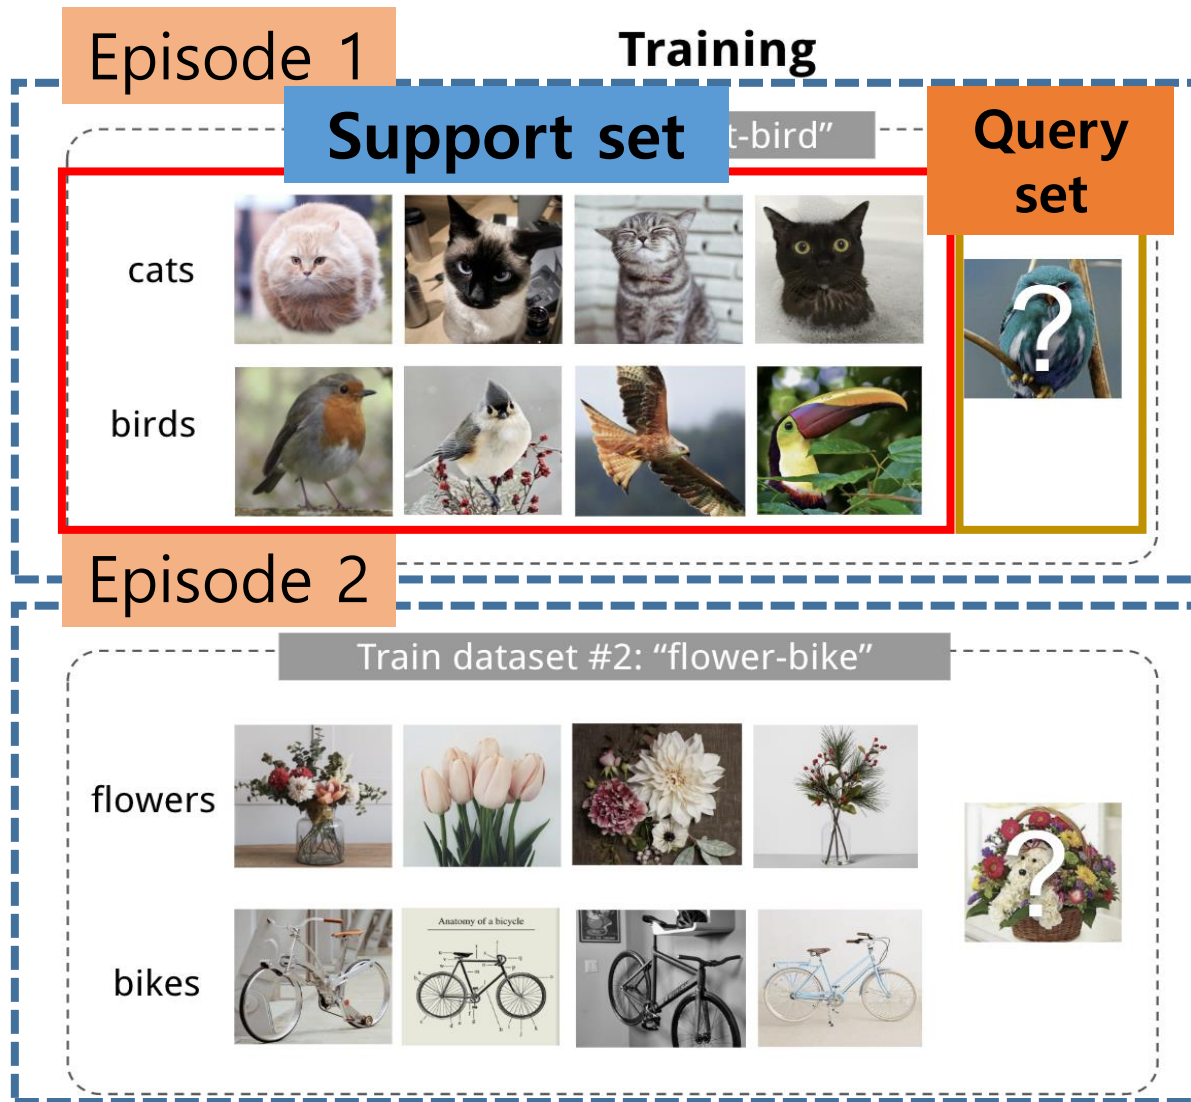 Episode 1
Training
Support set
t-bird”
Query
set
cats
?
birds
Episode 2
Train dataset #2: “flower-bike”
flowers
?
Anatomy of a bicycle
bikes